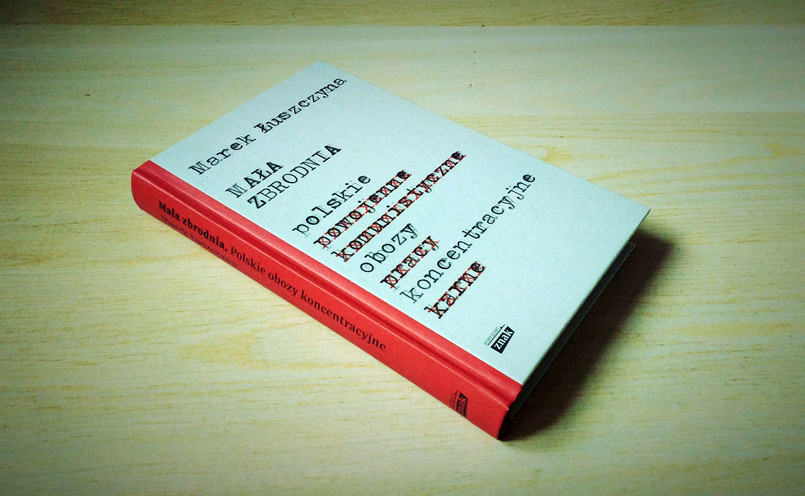 Marek Łuszczyna
MAŁA
ZBRODNIA
polskie
powojenne
komunistyczne
obozy
pracy
koncentracyjne
karne
znak
Mała zbrodnia. Polskie obozy koncentracyjne